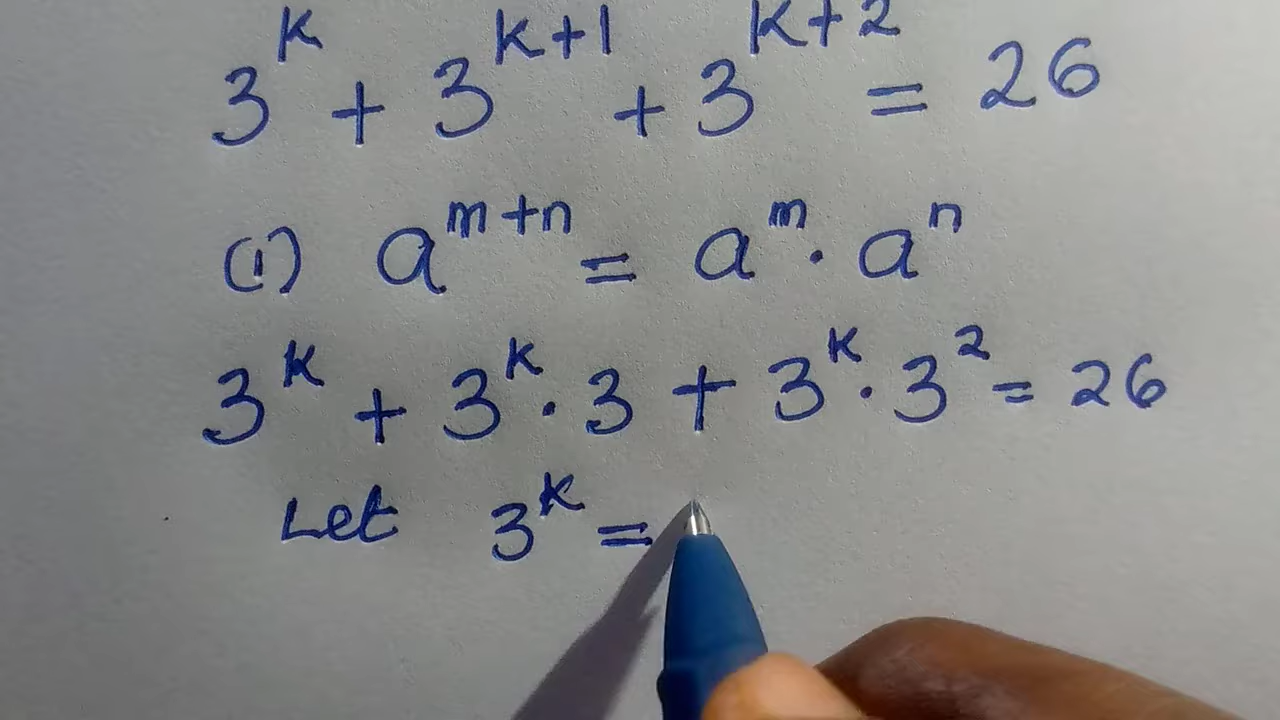 3^k + 3^{k+1} + 3^{k+2} = 26
(1) a^{m+n} = a^m · a^n
3^k + 3^k · 3 + 3^k · 3^2 = 26
Let 3^k =